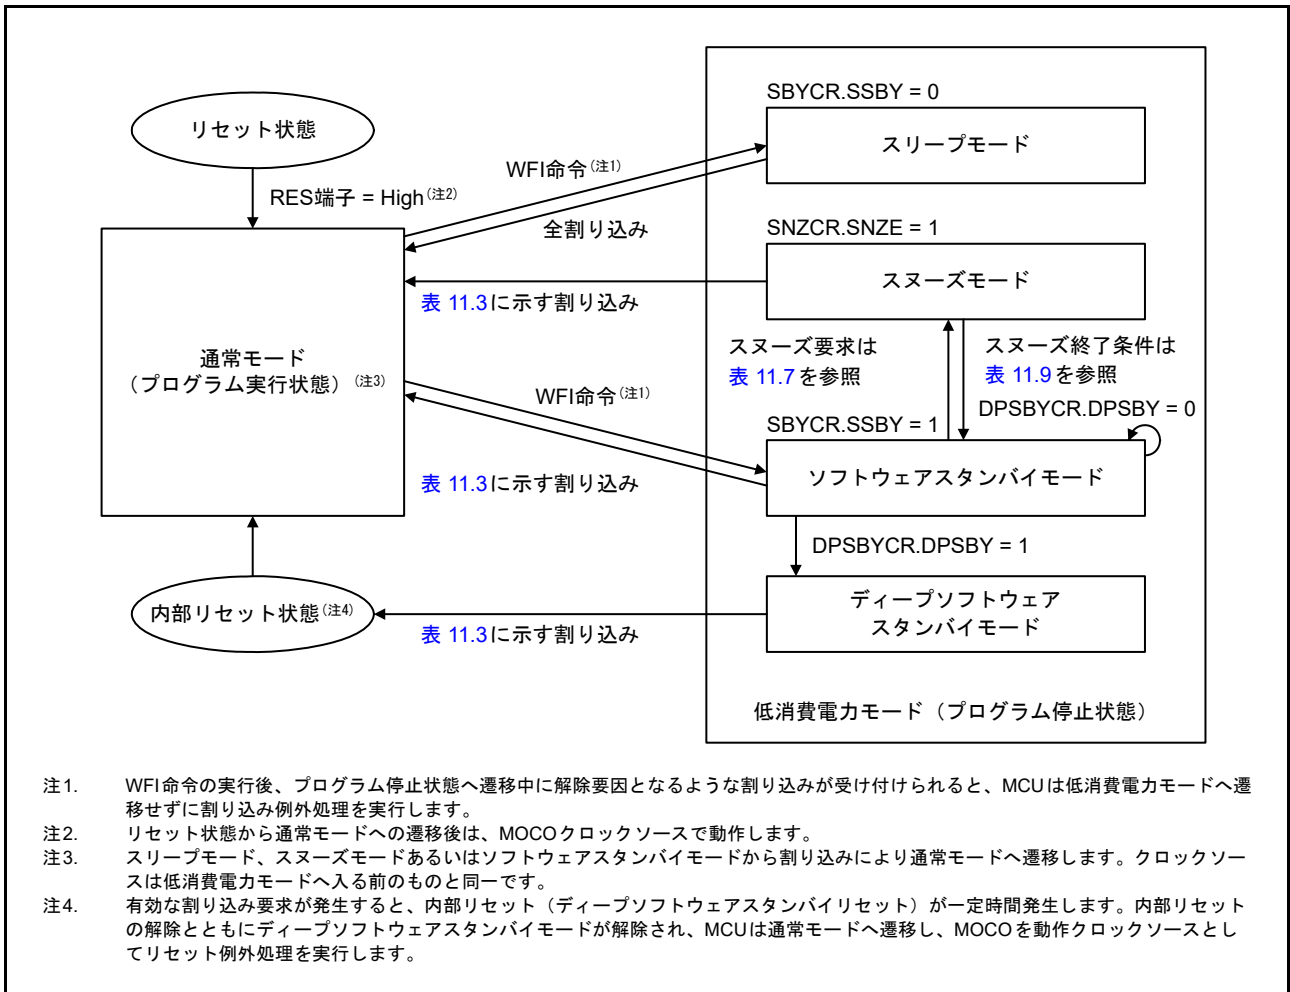 リセット状態
RES端子 = High(注2)
SBYCR.SSBY = 0
スリープモード
WFI命令(注1)
全割り込み
SNZCR.SNZE = 1
スヌーズモード
表 11.3に示す割り込み
通常モード
(プログラム実行状態)(注3)
スヌーズ要求は
表 11.7を参照
スヌーズ終了条件は
表 11.9を参照
DPSBYCR.DPSBY = 0
WFI命令(注1)
SBYCR.SSBY = 1
ソフトウェアスタンバイモード
表 11.3に示す割り込み
DPSBYCR.DPSBY = 1
内部リセット状態(注4)
ディープソフトウェア
スタンバイモード
表 11.3に示す割り込み
低消費電力モード(プログラム停止状態)
注1. WFI命令の実行後、プログラム停止状態へ遷移中に解除要因となるような割り込みが受け付けられると、MCUは低消費電力モードへ遷
移せずに割り込み例外処理を実行します。
注2. リセット状態から通常モードへの遷移後は、MOCOクロックソースで動作します。
注3. スリープモード、スヌーズモードあるいはソフトウェアスタンバイモードから割り込みにより通常モードへ遷移します。クロックソー
スは低消費電力モードへ入る前のものと同一です。
注4. 有効な割り込み要求が発生すると、内部リセット(ディープソフトウェアスタンバイリセット)が一定時間発生します。内部リセット
の解除とともにディープソフトウェアスタンバイモードが解除され、MCUは通常モードへ遷移し、MOCOを動作クロックソースとし
てリセット例外処理を実行します。